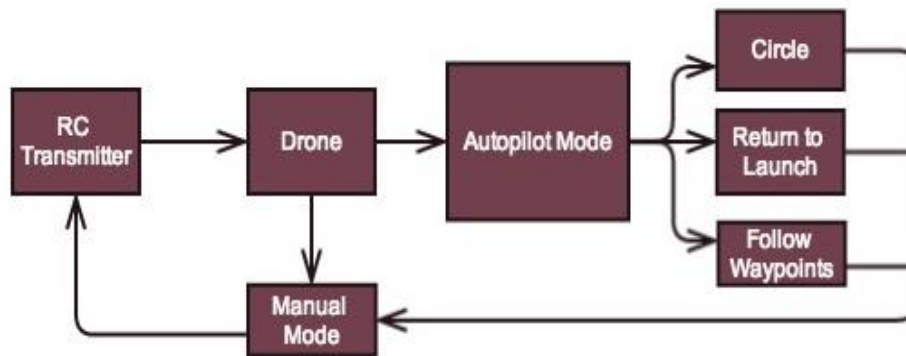 RC
Transmitter
Drone
Autopilot Mode
Circle
Return to
Launch
Follow
Waypoints
Manual
Mode